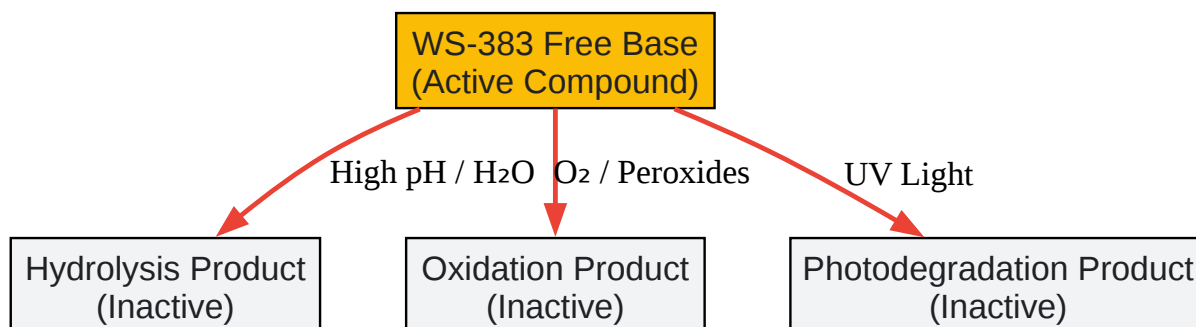 WS-383 Free Base
(Active Compound)
High pH / H₂O
O₂ / Peroxides
UV Light
Hydrolysis Product
(Inactive)
Oxidation Product
(Inactive)
Photodegradation Product
(Inactive)